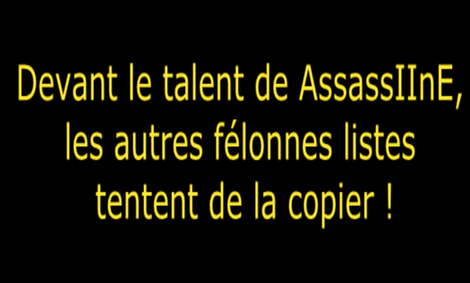 Devant le talent de AssassIInE,
les autres félonnes listes
tentent de la copier !